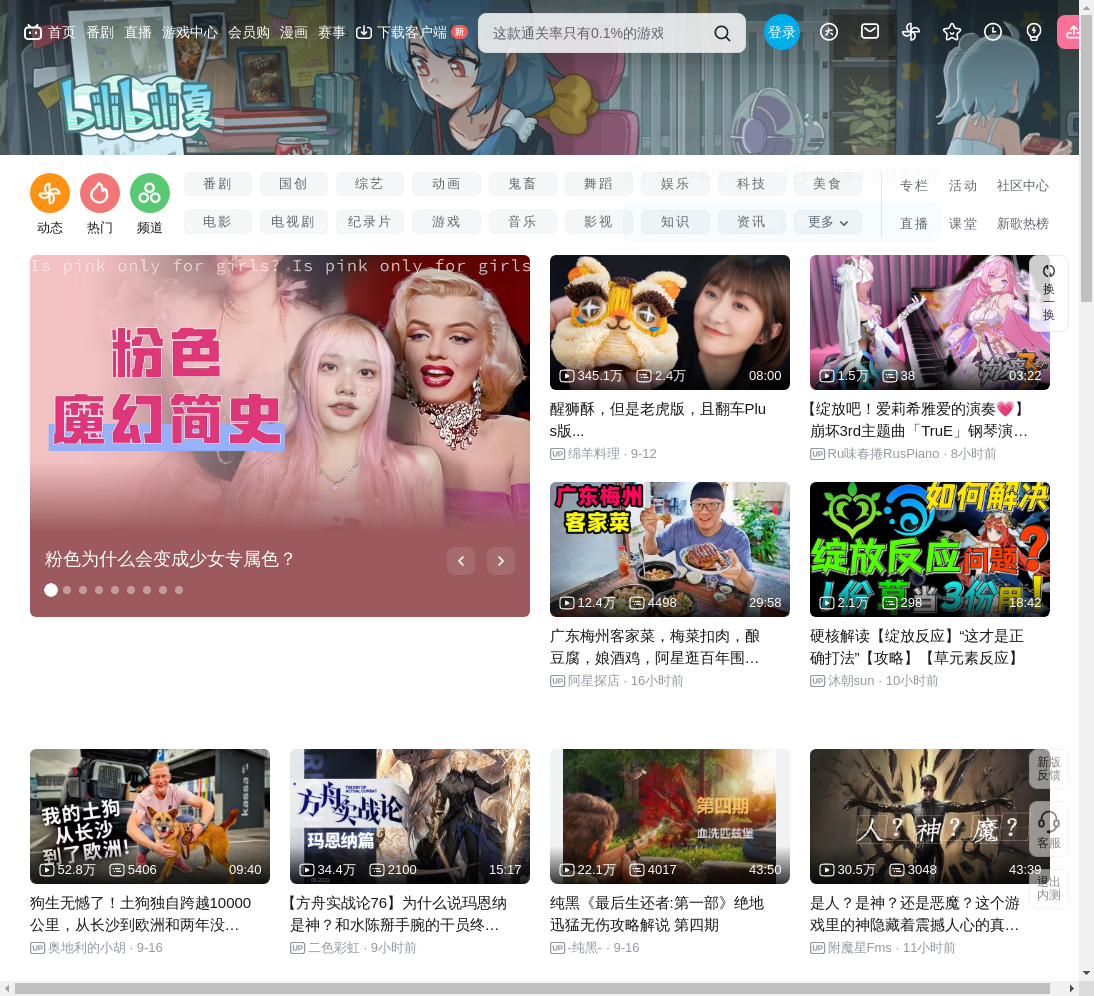 首页 番剧 直播 游戏中心 会员购 漫画 赛事 下载客户端 新
这款通关率只有0.1%的游戏
登录
bilibili夏
番剧 国创 综艺 动画 鬼畜 舞蹈 娱乐 科技 美食
专栏 活动 社区中心
动态 热门 频道
电影 电视剧 纪录片 游戏 音乐 影视 知识 资讯 更多
直播 课堂 新歌热榜
Is pink only for girls? Is pink only for girls
粉色
魔幻简史
粉色为什么会变成少女专属色？
345.1万 2.4万 08:00
醒狮酥，但是老虎版，且翻车Plu
s版...
绵羊料理 · 9-12
1.5万 38 03:22
【绽放吧！爱莉希雅爱的演奏💗】
崩坏3rd主题曲「TruE」钢琴演…
Ru味春捲RusPiano · 8小时前
换
一
换
广东梅州
客家菜
12.4万 4498 29:58
广东梅州客家菜，梅菜扣肉，酿
豆腐，娘酒鸡，阿星逛百年围…
阿星探店 · 16小时前
如何解决
绽放反应问题？
1份草当3份用！
2.1万 298 18:42
硬核解读【绽放反应】“这才是正
确打法”【攻略】【草元素反应】
沐朝sun · 10小时前
kassa
我的土狗
从长沙
到了欧洲！
52.8万 5406 09:40
狗生无憾了！土狗独自跨越10000
公里，从长沙到欧洲和两年没…
奥地利的小胡 · 9-16
方舟实战论
玛恩纳篇
34.4万 2100 15:17
【方舟实战论76】为什么说玛恩纳
是神？和水陈掰手腕的干员终…
二色彩虹 · 9小时前
第四期
血洗匹兹堡
22.1万 4017 43:50
纯黑《最后生还者:第一部》绝地
迅猛无伤攻略解说 第四期
-纯黑- · 9-16
人？神？魔？
30.5万 3048 43:39
是人？是神？还是恶魔？这个游
戏里的神隐藏着震撼人心的真…
附魔星Fms · 11小时前
新版
反馈
客服
退出
内测